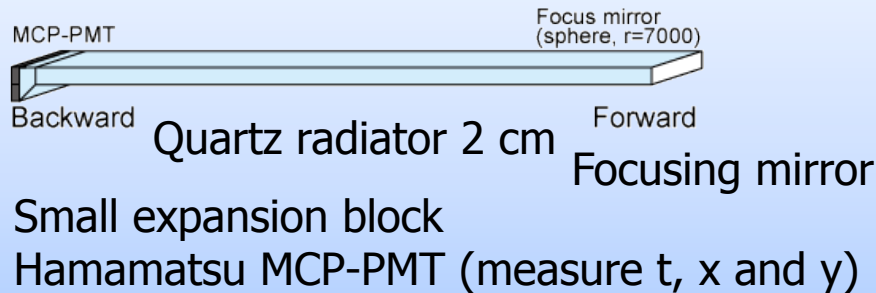 MCP-PMT
Focus mirror
(sphere, r=7000)
Backward
Forward
Quartz radiator 2 cm
Focusing mirror
Small expansion block
Hamamatsu MCP-PMT (measure t, x and y)